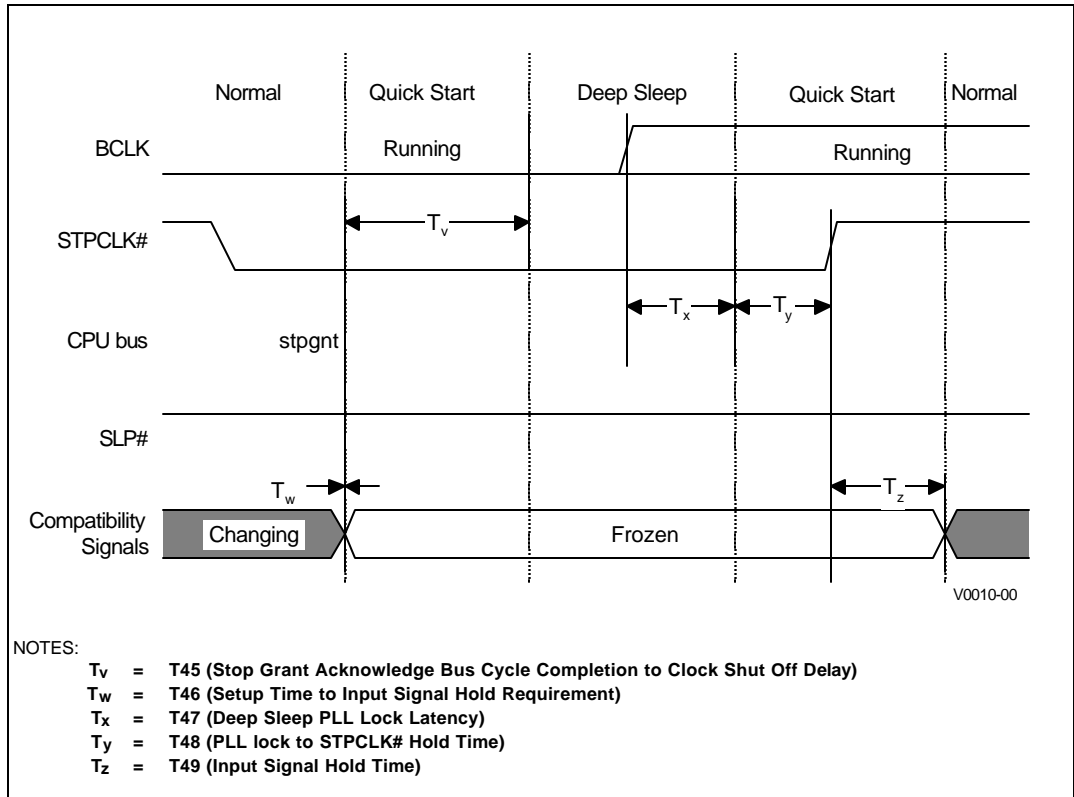 Normal Quick Start Deep Sleep Quick Start Normal
BCLK Running Running
STPCLK# Tv
Tx Ty
CPU bus stpgnt
SLP#
Tw Tz
Compatibility
Signals Changing Frozen
V0010-00
NOTES:
Tv = T45 (Stop Grant Acknowledge Bus Cycle Completion to Clock Shut Off Delay)
Tw = T46 (Setup Time to Input Signal Hold Requirement)
Tx = T47 (Deep Sleep PLL Lock Latency)
Ty = T48 (PLL lock to STPCLK# Hold Time)
Tz = T49 (Input Signal Hold Time)